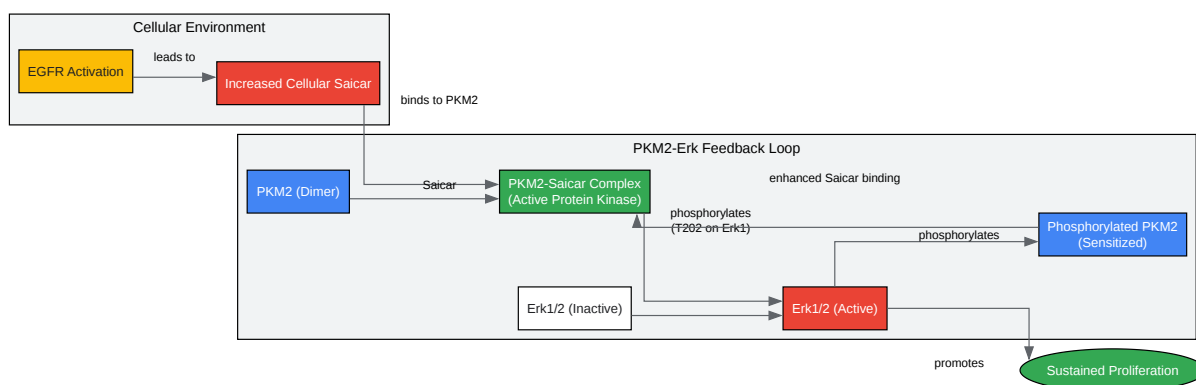 Cellular Environment
EGFR Activation
leads to
Increased Cellular Saicar
binds to PKM2
PKM2-Erk Feedback Loop
PKM2 (Dimer)
Saicar
PKM2-Saicar Complex
(Active Protein Kinase)
enhanced Saicar binding
phosphorylates
(T202 on Erk1)
phosphorylates
Phosphorylated PKM2
(Sensitized)
Erk1/2 (Inactive)
Erk1/2 (Active)
promotes
Sustained Proliferation